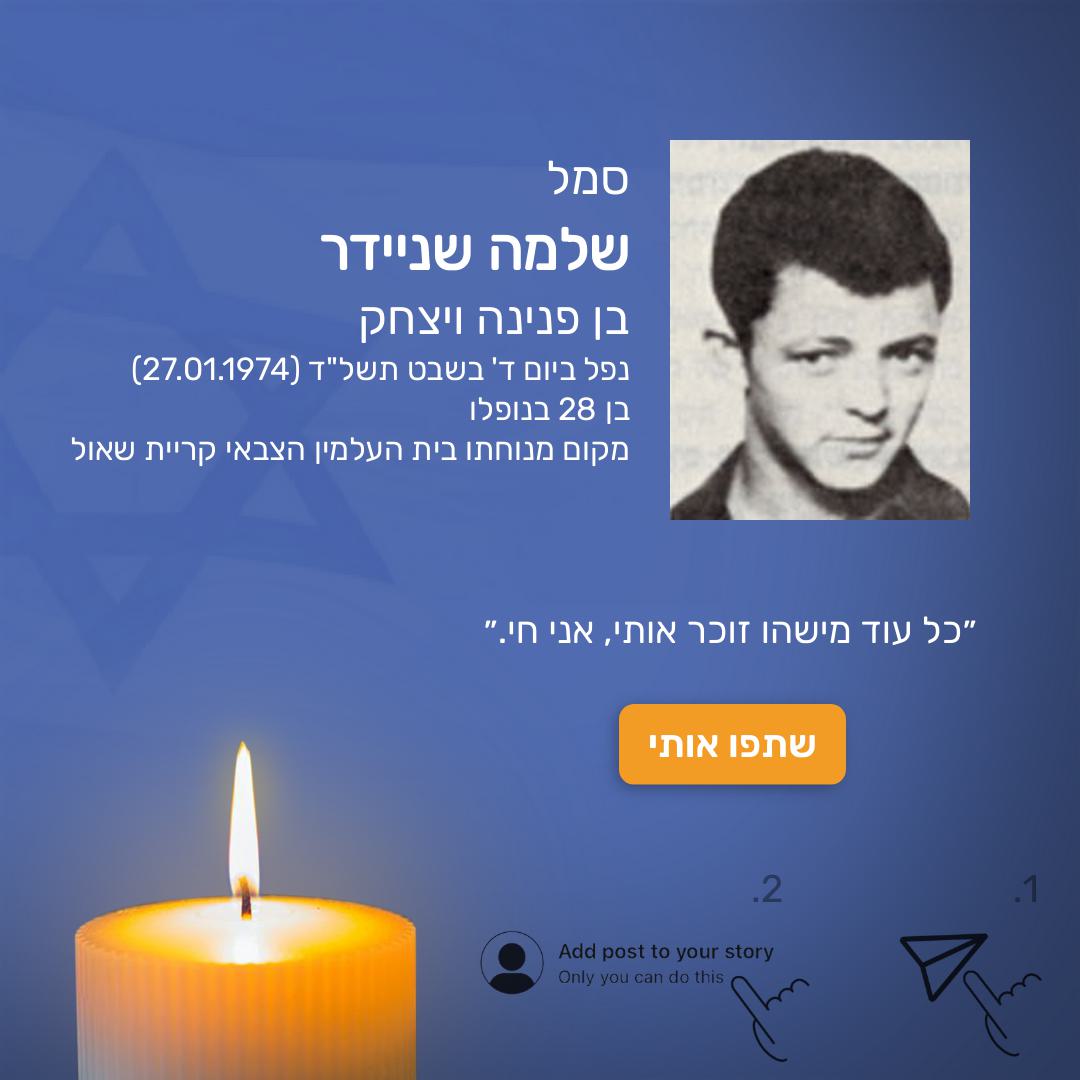 סמל
שלמה שניידר
בן פנינה ויצחק
נפל ביום ד' בשבט תשל"ד (27.01.1974)
בן 28 בנופלו
מקום מנוחתו בית העלמין הצבאי קריית שאול
״כל עוד מישהו זוכר אותי, אני חי.״
שתפו אותי
1.
2.
Add post to your story
Only you can do this